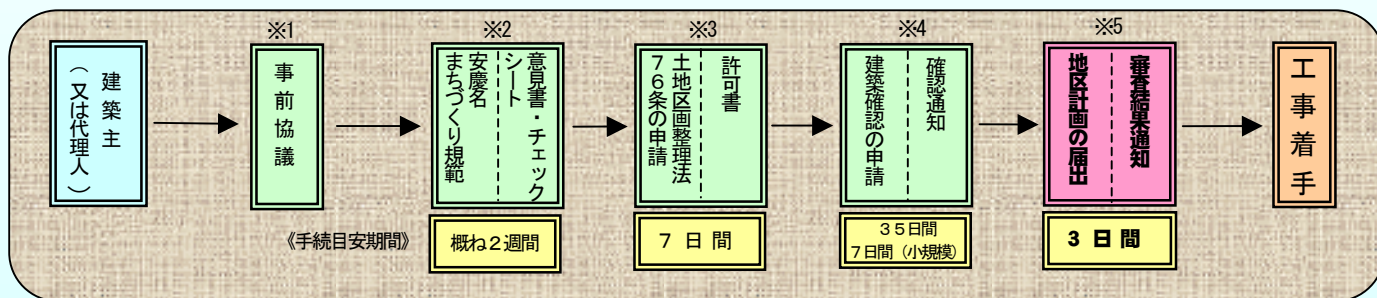 ※1
※2
※3
※4
※5
建築主
（又は代理人）
事前協議
意見書・チェック
シート
安慶名
まちづくり規範
許可書
土地区画整理法
７６条の申請
確認通知
建築確認の申請
審査結果通知
地区計画の届出
工事着手
《手続目安期間》
概ね２週間
７日間
３５日間
７日間（小規模）
３日間